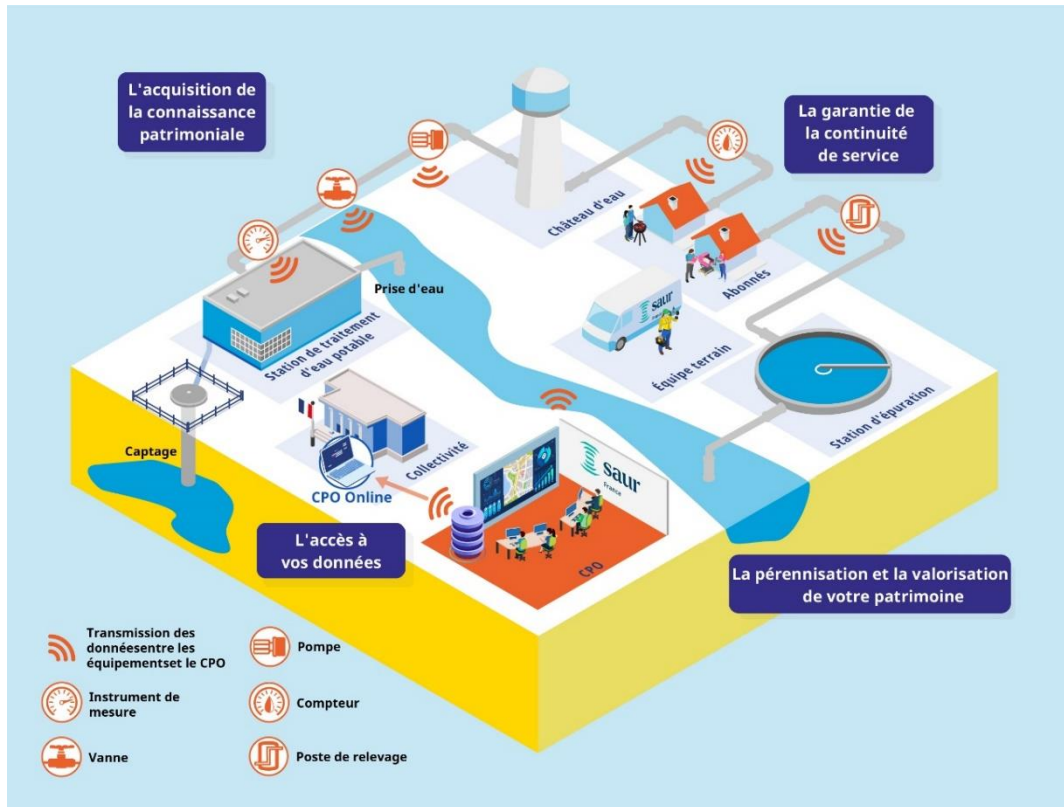 L'acquisition de
la connaissance
patrimoniale
La garantie de
la continuité
de service
Château d'eau
Abonnés
Prise d'eau
Station de traitement
d'eau potable
saur
Équipe terrain
Station d'épuration
Captage
Collectivité
CPO Online
saur
France
CPO
L'accès à
vos données
La pérennisation et la valorisation
de votre patrimoine
Transmission des
donnéesentre les
équipementset le CPO
Pompe
Instrument de
mesure
Compteur
Vanne
Poste de relevage